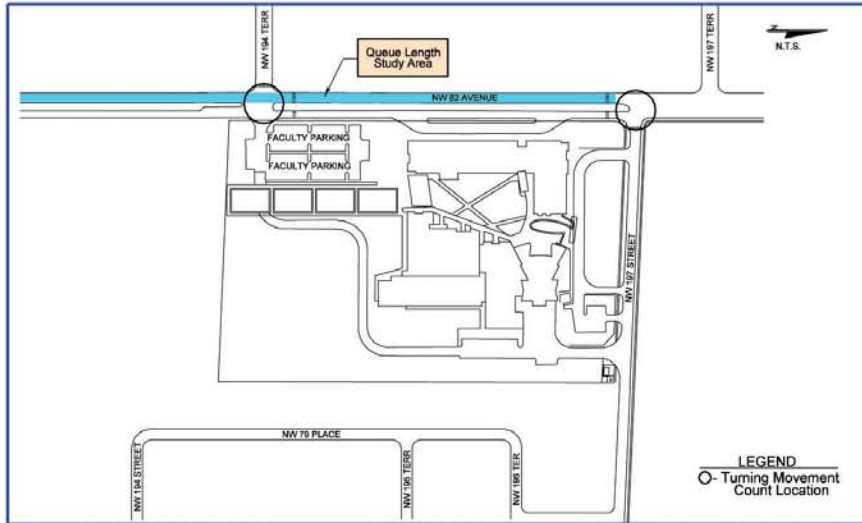 NW 194 TERR
Queue Length
Study Area
NW 197 TERR
N.T.S.
NW 82 AVENUE
FACULTY PARKING
FACULTY PARKING
NW 197 STREET
NW 79 PLACE
NW 194 STREET
NW 196 TERR
NW 196 TER
LEGEND
O- Turning Movement
Count Location